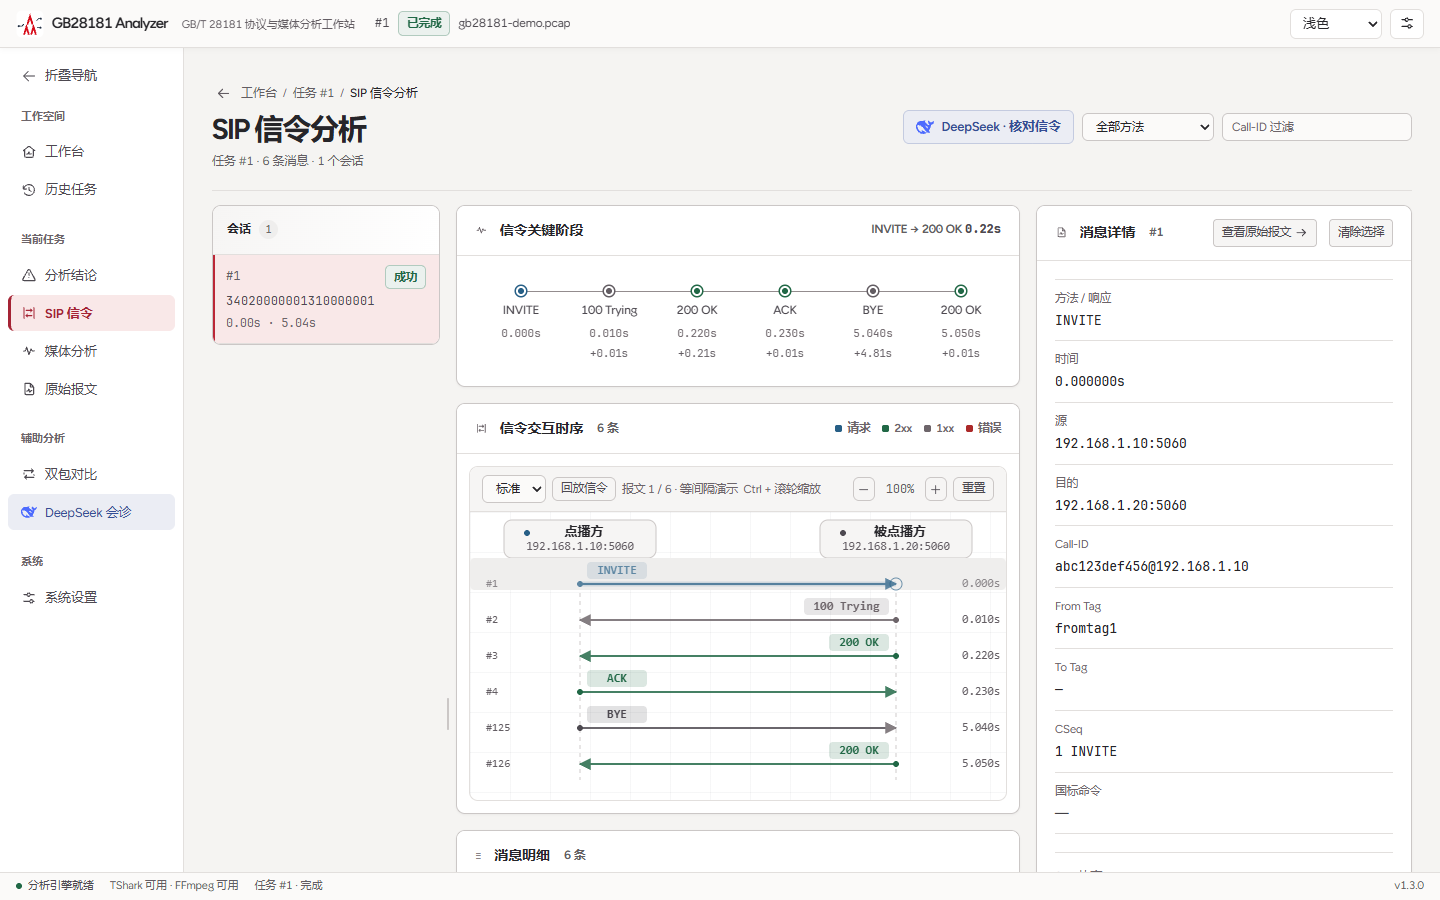 GB28181 Analyzer GB/T 28181 协议与媒体分析工作站 #1 已完成 gb28181-demo.pcap 浅色
折叠导航
工作空间
工作台
历史任务
当前任务
分析结论
SIP 信令
媒体分析
原始报文
辅助分析
双包对比
DeepSeek 会诊
系统
系统设置
工作台 / 任务 #1 / SIP 信令分析
SIP 信令分析
任务 #1 · 6 条消息 · 1 个会话
DeepSeek · 核对信令 全部方法 Call-ID 过滤
会话 1
#1 成功
34020000001310000001
0.00s · 5.04s
信令关键阶段 INVITE → 200 OK 0.22s
INVITE 100 Trying 200 OK ACK BYE 200 OK
0.000s 0.010s 0.220s 0.230s 5.040s 5.050s
+0.01s +0.21s +0.01s +4.81s +0.01s
信令交互时序 6 条 请求 2xx 1xx 错误
标准 回放信令 报文 1 / 6 · 等间隔演示 Ctrl + 滚轮缩放 − 100% + 重置
点播方 被点播方
192.168.1.10:5060 192.168.1.20:5060
INVITE
#1 0.000s
100 Trying
#2 0.010s
200 OK
#3 0.220s
ACK
#4 0.230s
BYE
#125 5.040s
200 OK
#126 5.050s
消息明细 6 条
消息详情 #1 查看原始报文 → 清除选择
方法 / 响应
INVITE
时间
0.000000s
源
192.168.1.10:5060
目的
192.168.1.20:5060
Call-ID
abc123def456@192.168.1.10
From Tag
fromtag1
To Tag
—
CSeq
1 INVITE
国标命令
——
分析引擎就绪 TShark 可用 · FFmpeg 可用 任务 #1 · 完成 v1.3.0